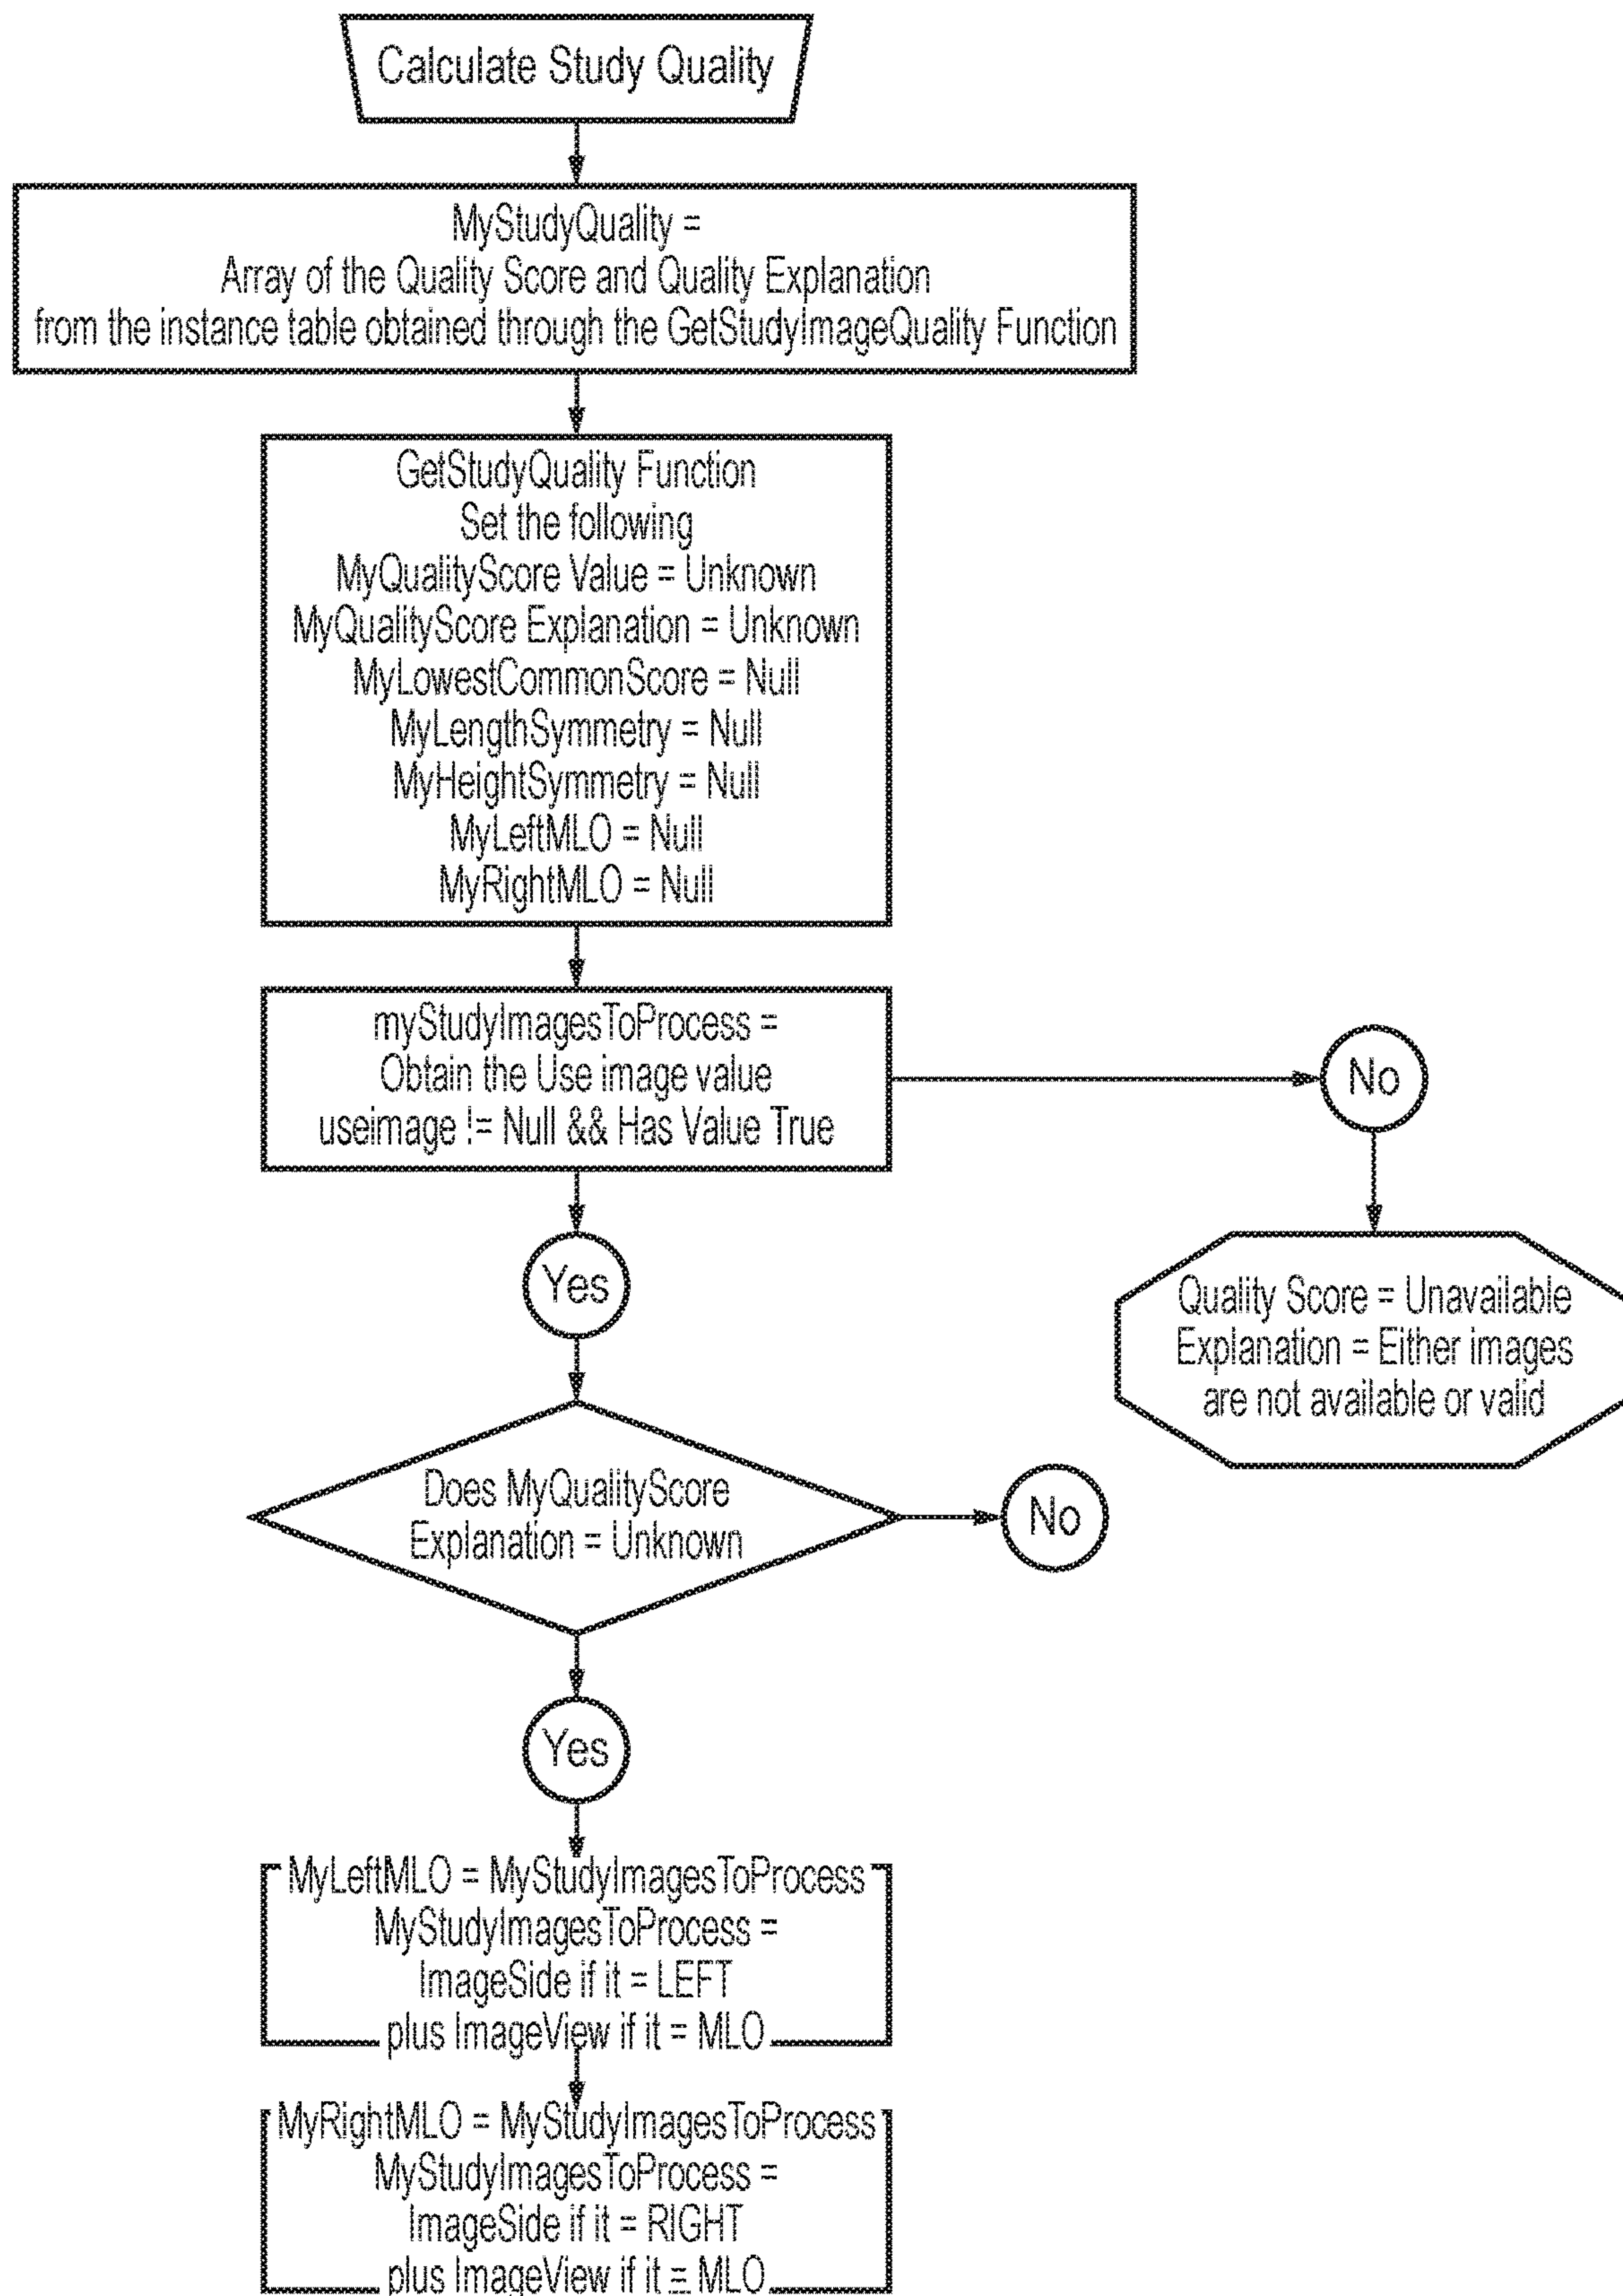 Calculate Study Quality
MyStudyQuality =
Array of the Quality Score and Quality Explanation
from the instance table obtained through the GetStudyImageQuality Function
GetStudyQuality Function
Set the following
MyQualityScore Value = Unknown
MyQualityScore Explanation = Unknown
MyLowestCommonScore = Null
MyLengthSymmetry = Null
MyHeightSymmetry = Null
MyLeftMLO = Null
MyRightMLO = Null
myStudyImagesToProcess =
Obtain the Use image value
useimage != Null && Has Value True
No
Yes
Quality Score = Unavailable
Explanation = Either images
are not available or valid
Does MyQualityScore
Explanation = Unknown
No
Yes
MyLeftMLO = MyStudyImagesToProcess
MyStudyImagesToProcess =
ImageSide if it = LEFT
plus ImageView if it = MLO
MyRightMLO = MyStudyImagesToProcess
MyStudyImagesToProcess =
ImageSide if it = RIGHT
plus ImageView if it = MLO